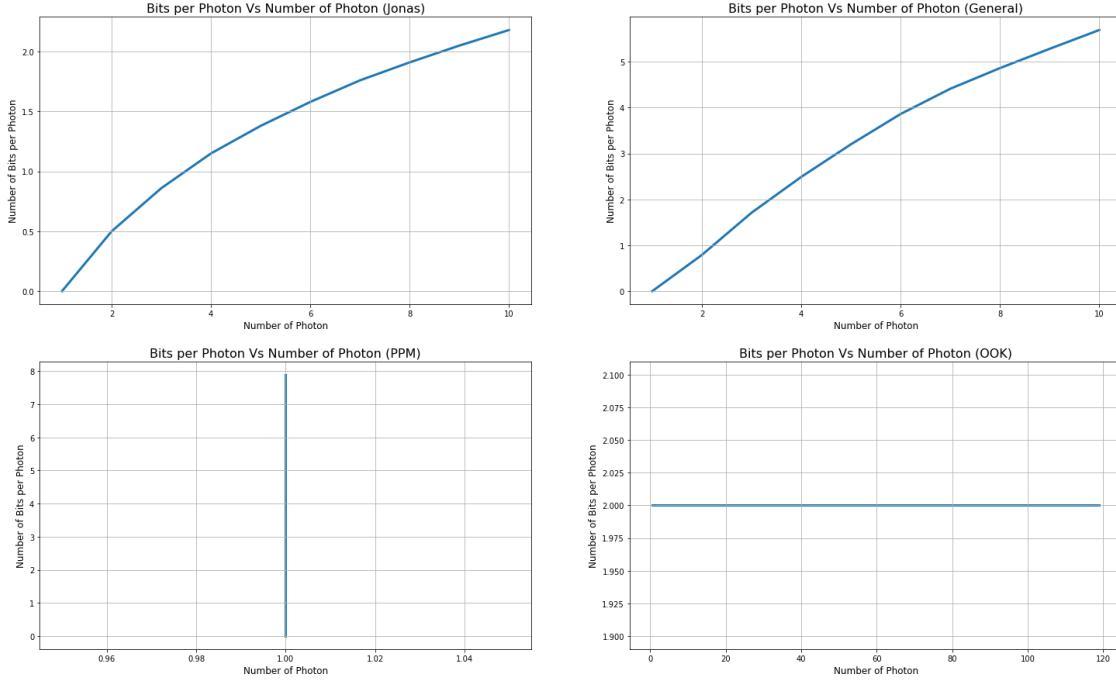 Bits per Photon Vs Number of Photon (Jonas)
Number of Bits per Photon
2.0
1.5
1.0
0.5
0.0
2 4 6 8 10
Number of Photon
Bits per Photon Vs Number of Photon (General)
Number of Bits per Photon
5
4
3
2
1
0
2 4 6 8 10
Number of Photon
Bits per Photon Vs Number of Photon (PPM)
Number of Bits per Photon
8
7
6
5
4
3
2
1
0
0.96 0.98 1.00 1.02 1.04
Number of Photon
Bits per Photon Vs Number of Photon (OOK)
Number of Bits per Photon
2.100
2.075
2.050
2.025
2.000
1.975
1.950
1.925
1.900
0 20 40 60 80 100 120
Number of Photon